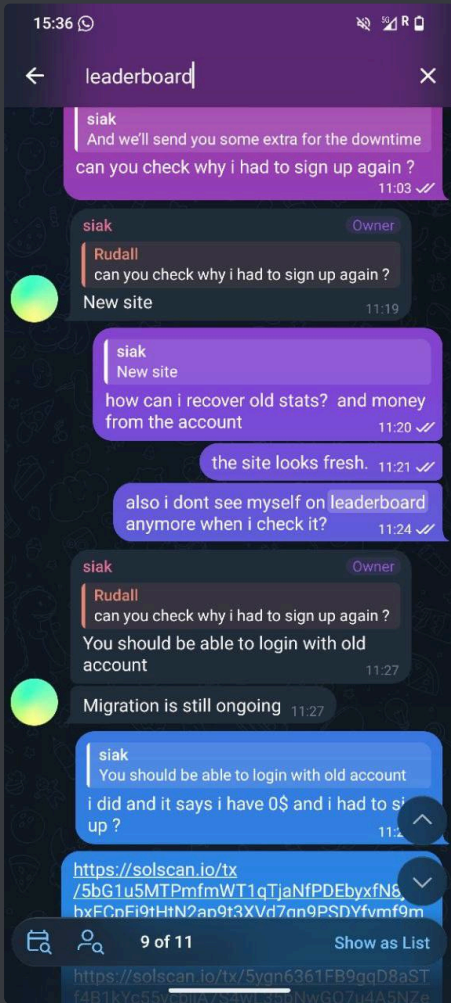 15:36
5G R
leaderboard
siak
And we'll send you some extra for the downtime
can you check why i had to sign up again ?
11:03
siak Owner
Rudall
can you check why i had to sign up again ?
New site
11:19
siak
New site
how can i recover old stats? and money
from the account
11:20
the site looks fresh. 11:21
also i dont see myself on leaderboard
anymore when i check it?
11:24
siak Owner
Rudall
can you check why i had to sign up again ?
You should be able to login with old
account
11:27
Migration is still ongoing 11:27
siak
You should be able to login with old account
i did and it says i have 0$ and i had to
up ?
https://solscan.io/tx
9 of 11
Show as List